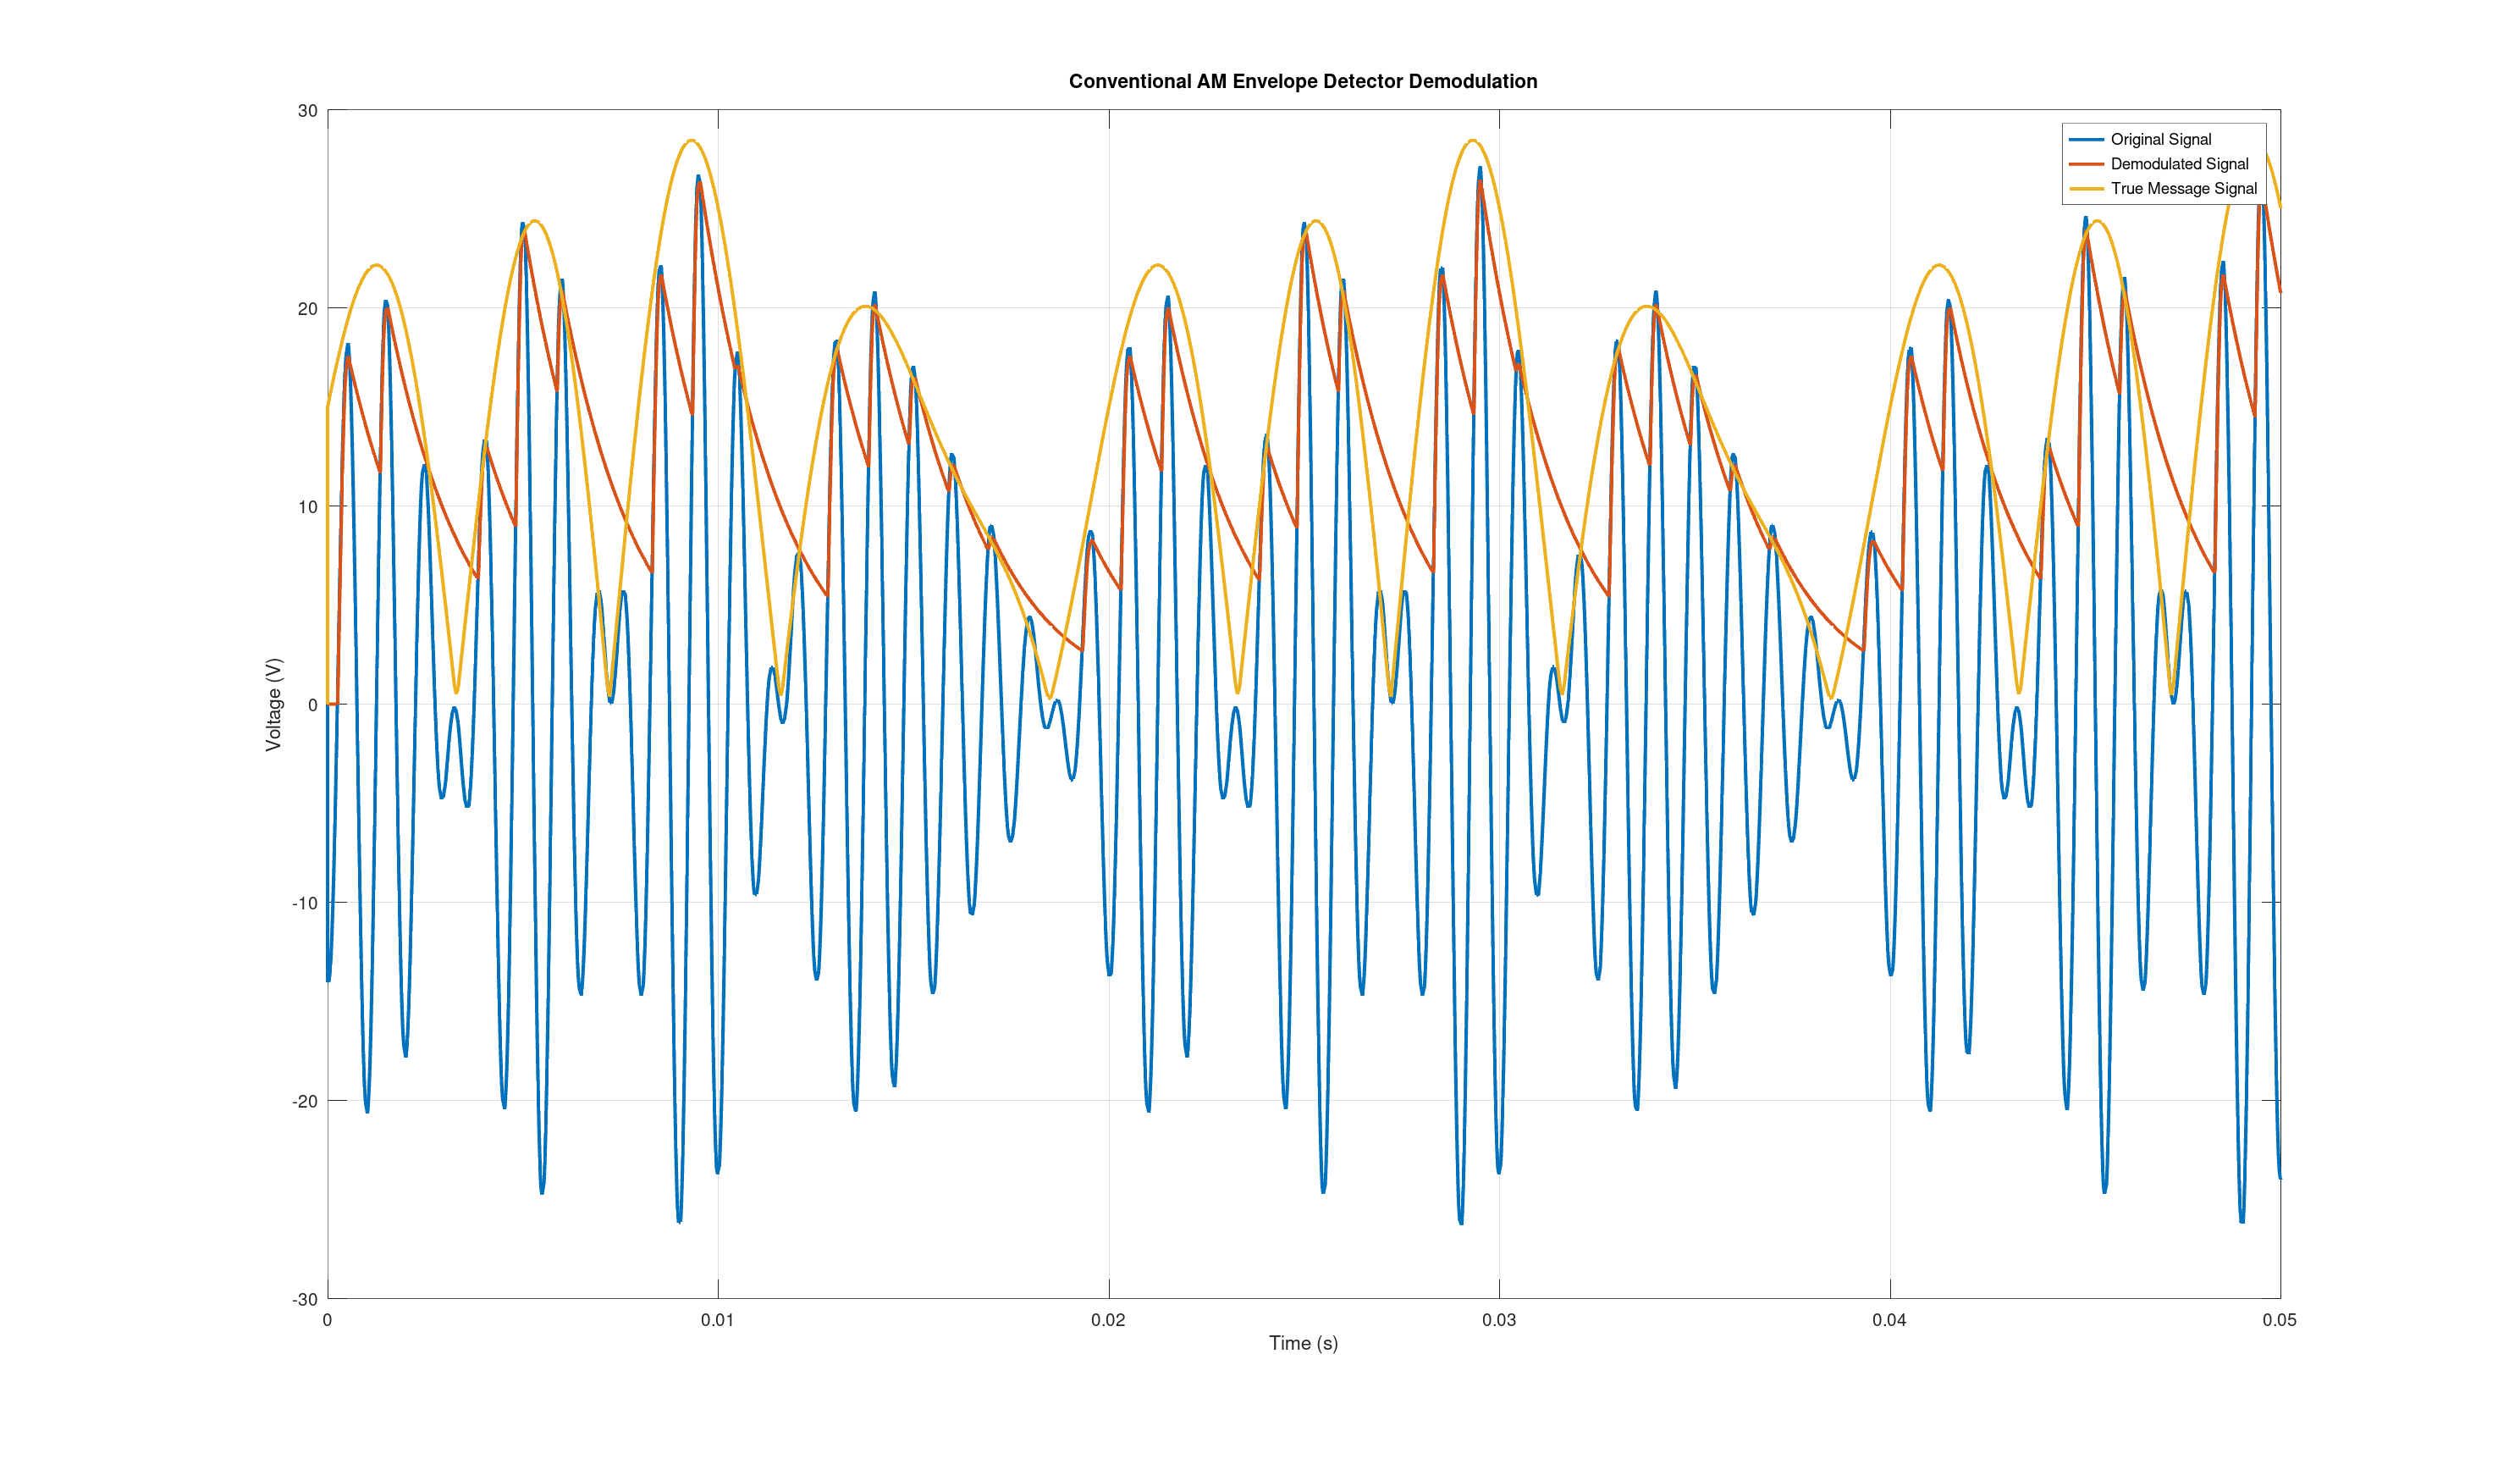 Conventional AM Envelope Detector Demodulation
30
Original Signal
Demodulated Signal
True Message Signal
20
10
Voltage (V)
0
-10
-20
-30
0 0.01 0.02 0.03 0.04 0.05
Time (s)